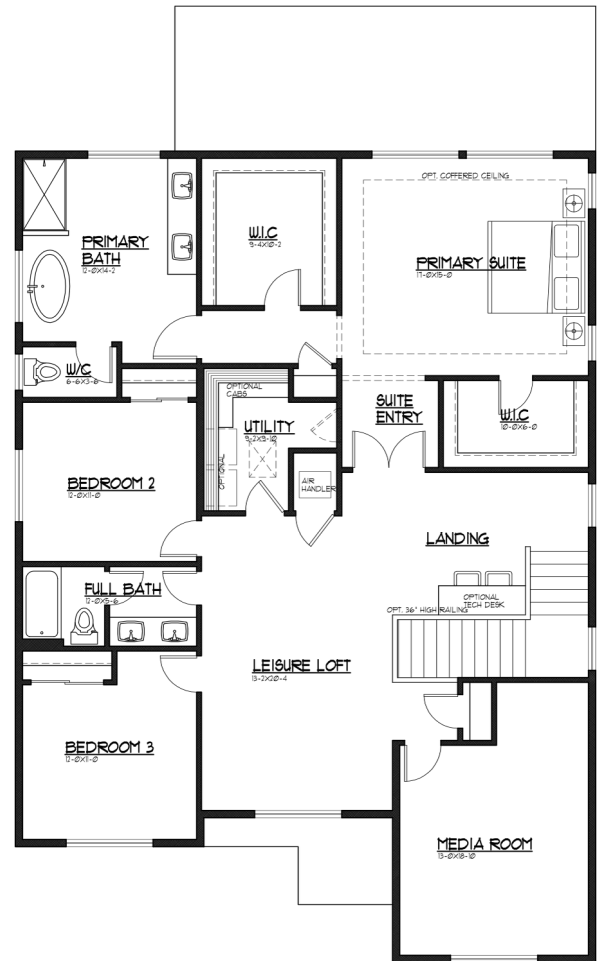 OPT. COFFERED CEILING
W.I.C
9-4X10-2
PRIMARY
BATH
12-0X14-2
PRIMARY SUITE
17-0X15-0
W/C
6-6X3-6
OPTIONAL
CABS
SUITE
ENTRY
W.I.C
10-0X6-0
UTILITY
9-2X9-10
OPTIONAL
BEDROOM 2
12-0X11-0
AIR
HANDLER
LANDING
FULL BATH
12-0X5-6
OPTIONAL
TECH DESK
OPT. 36" HIGH RAILING
LEISURE LOFT
13-2X20-4
BEDROOM 3
12-0X11-0
MEDIA ROOM
13-0X18-10